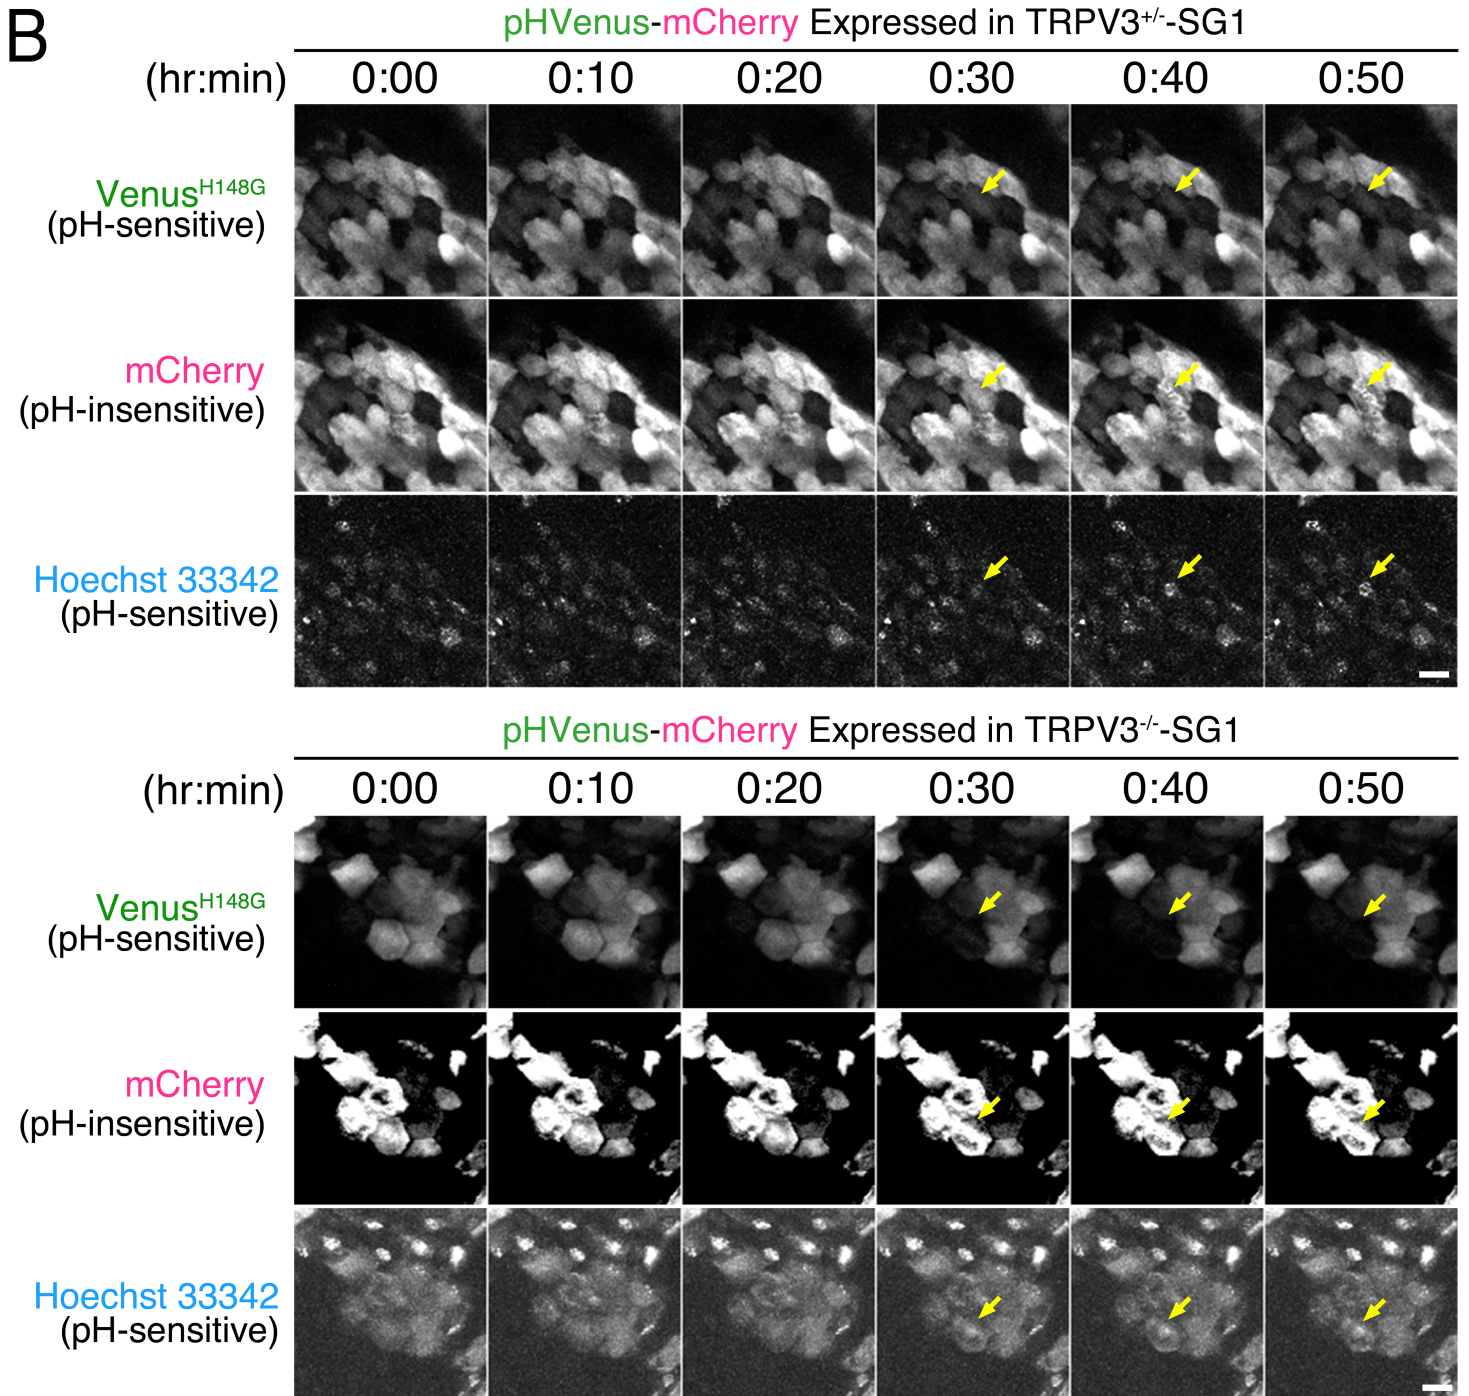 B
pHVenus-mCherry Expressed in TRPV3+/--SG1
(hr:min) 0:00 0:10 0:20 0:30 0:40 0:50
VenusH148G
(pH-sensitive)
mCherry
(pH-insensitive)
Hoechst 33342
(pH-sensitive)
pHVenus-mCherry Expressed in TRPV3-/--SG1
(hr:min) 0:00 0:10 0:20 0:30 0:40 0:50
VenusH148G
(pH-sensitive)
mCherry
(pH-insensitive)
Hoechst 33342
(pH-sensitive)